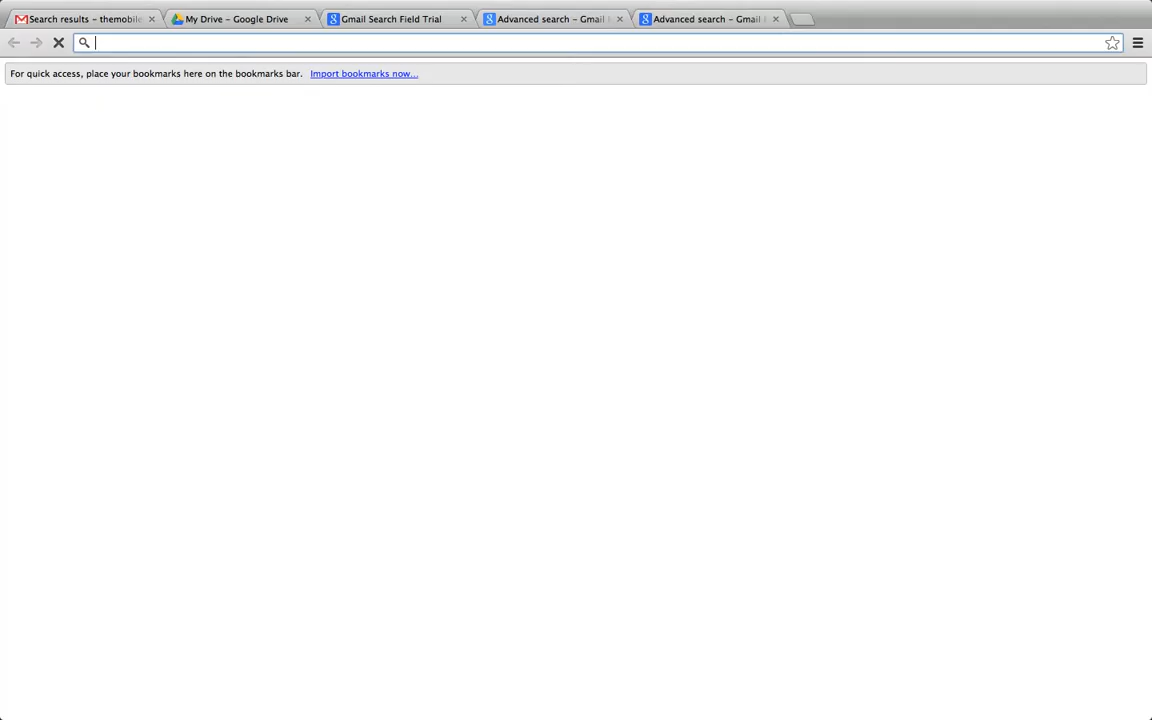 Search results – themobile
My Drive – Google Drive
Gmail Search Field Trial
Advanced search – Gmail
Advanced search – Gmail
For quick access, place your bookmarks here on the bookmarks bar. Import bookmarks now...